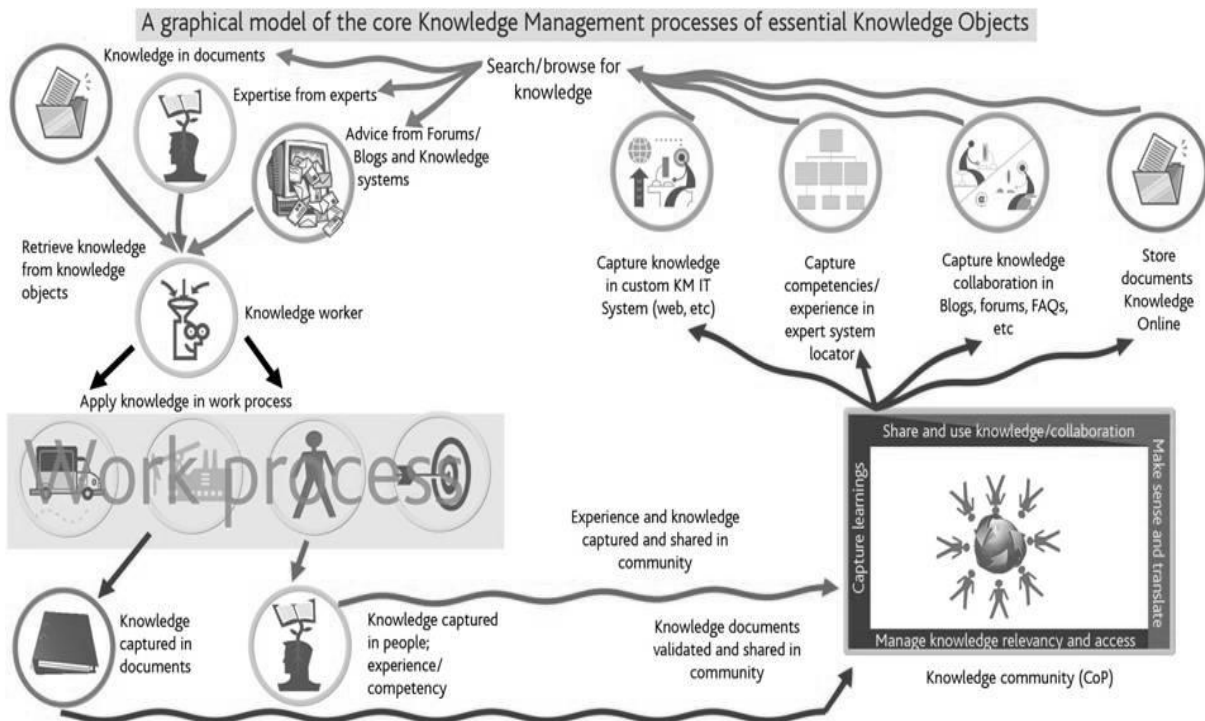 A graphical model of the core Knowledge Management processes of essential Knowledge Objects
Knowledge in documents
Expertise from experts
Advice from Forums/
Blogs and Knowledge
systems
Search/browse for
knowledge
Retrieve knowledge
from knowledge
objects
Knowledge worker
Apply knowledge in work process
Work process
Capture knowledge
in custom KM IT
System (web, etc)
Capture
competencies/
experience in
expert system
locator
Capture knowledge
collaboration in
Blogs, forums, FAQs,
etc
Store
documents
Knowledge
Online
Share and use knowledge/collaboration
Capture learnings
Make sense and translate
Manage knowledge relevancy and access
Knowledge community (CoP)
Experience and knowledge
captured and shared in
community
Knowledge
captured in
documents
Knowledge captured
in people;
experience/
competency
Knowledge documents
validated and shared in
community